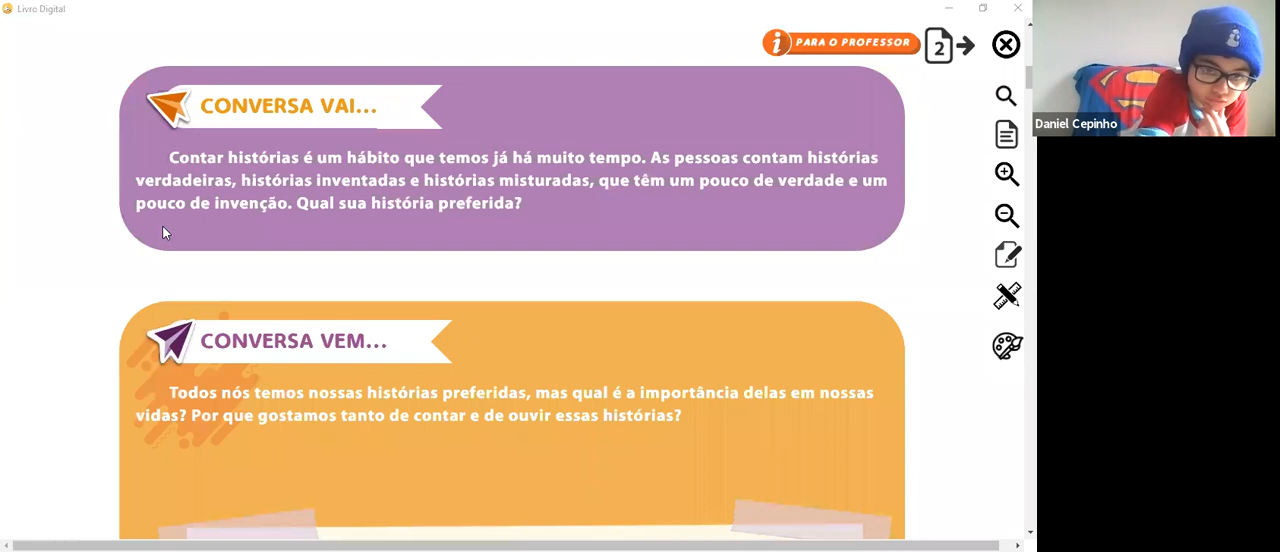 Livro Digital
PARA O PROFESSOR
2
CONVERSA VAI...
Contar histórias é um hábito que temos já há muito tempo. As pessoas contam histórias
verdadeiras, histórias inventadas e histórias misturadas, que têm um pouco de verdade e um
pouco de invenção. Qual sua história preferida?
Daniel Cepinho
CONVERSA VEM...
Todos nós temos nossas histórias preferidas, mas qual é a importância delas em nossas
vidas? Por que gostamos tanto de contar e de ouvir essas histórias?